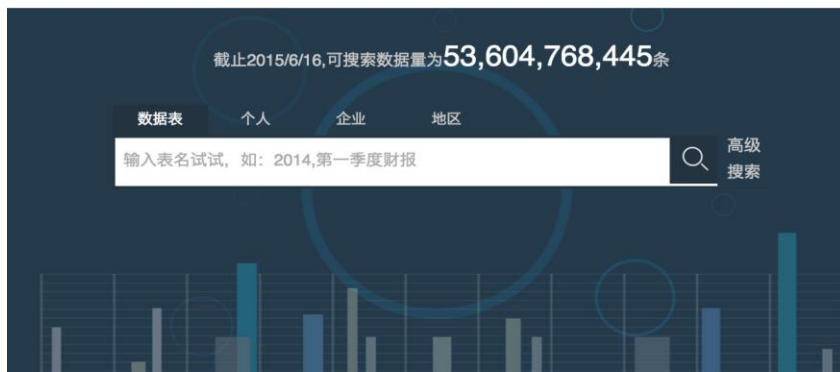 截止2015/6/16,可搜索数据量为53,604,768,445条
数据表 个人 企业 地区
输入表名试试，如：2014,第一季度财报
高级
搜索